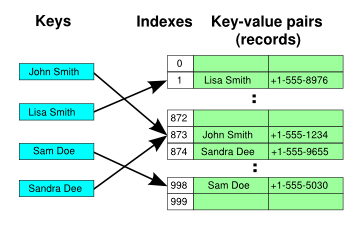 Keys Indexes Key-value pairs
(records)
0
1 Lisa Smith +1-555-8976
:
872
873 John Smith +1-555-1234
874 Sandra Dee +1-555-9655
:
998 Sam Doe +1-555-5030
999
John Smith
Lisa Smith
Sam Doe
Sandra Dee